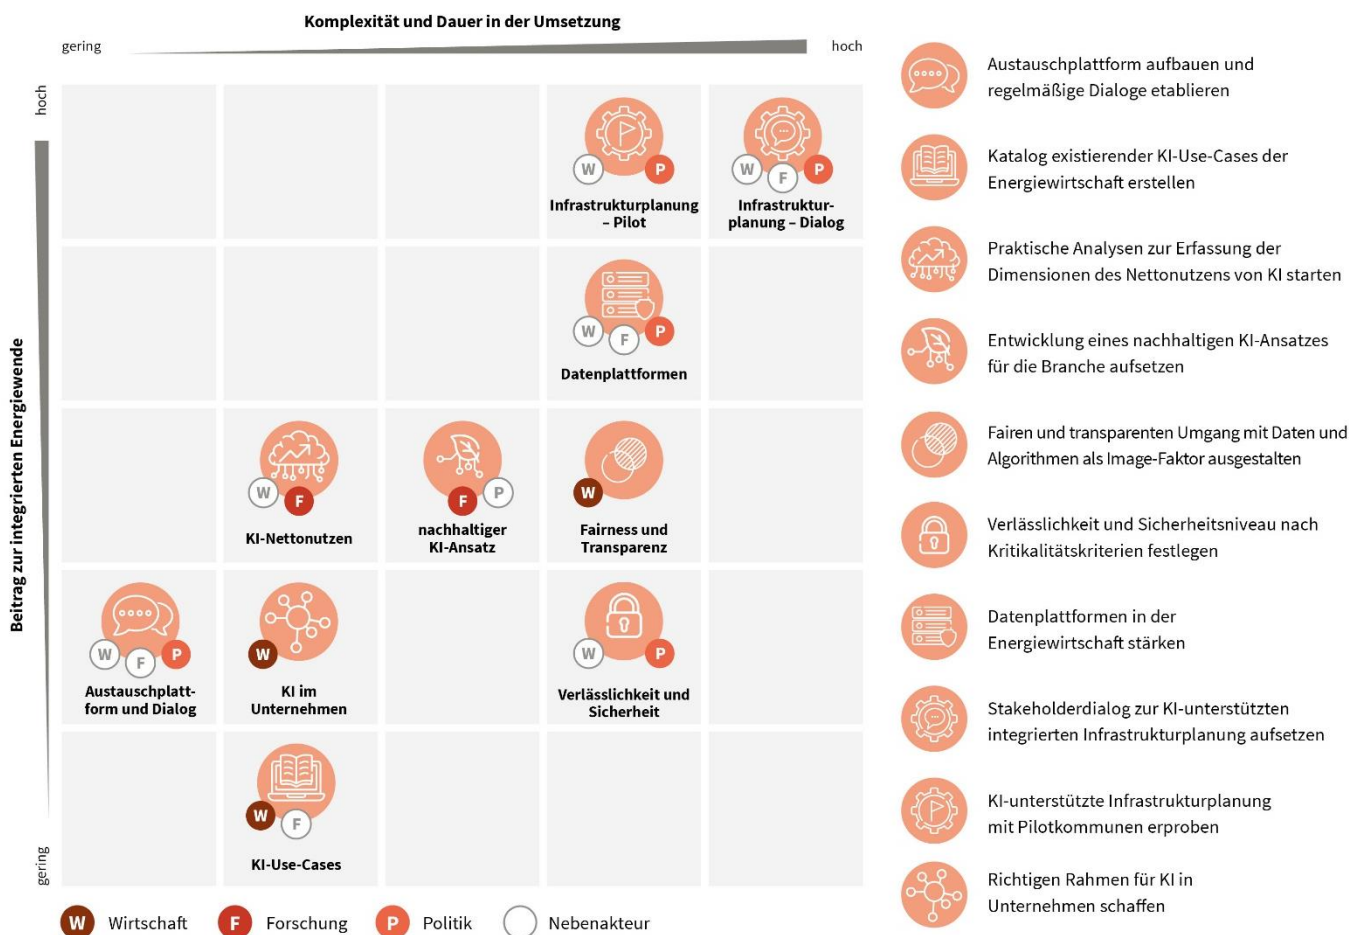 Komplexität und Dauer in der Umsetzung
gering
hoch
hoch
Beitrag zur integrierten Energiewende
gering
W
P
Infrastrukturplanung
– Pilot
W
F
P
Infrastruktur-
planung – Dialog
W
F
P
Datenplattformen
W
F
KI-Nettonutzen
F
P
nachhaltiger
KI-Ansatz
W
Fairness und
Transparenz
W
F
P
Austauschplatt-
form und Dialog
W
KI im
Unternehmen
W
P
Verlässlichkeit und
Sicherheit
W
F
KI-Use-Cases
W Wirtschaft
F Forschung
P Politik
Nebenakteur
Austauschplattform aufbauen und
regelmäßige Dialoge etablieren
Katalog existierender KI-Use-Cases der
Energiewirtschaft erstellen
Praktische Analysen zur Erfassung der
Dimensionen des Nettonutzens von KI starten
Entwicklung eines nachhaltigen KI-Ansatzes
für die Branche aufsetzen
Fairen und transparenten Umgang mit Daten und
Algorithmen als Image-Faktor ausgestalten
Verlässlichkeit und Sicherheitsniveau nach
Kritikalitätskriterien festlegen
Datenplattformen in der
Energiewirtschaft stärken
Stakeholderdialog zur KI-unterstützten
integrierten Infrastrukturplanung aufsetzen
KI-unterstützte Infrastrukturplanung
mit Pilotkommunen erproben
Richtigen Rahmen für KI in
Unternehmen schaffen